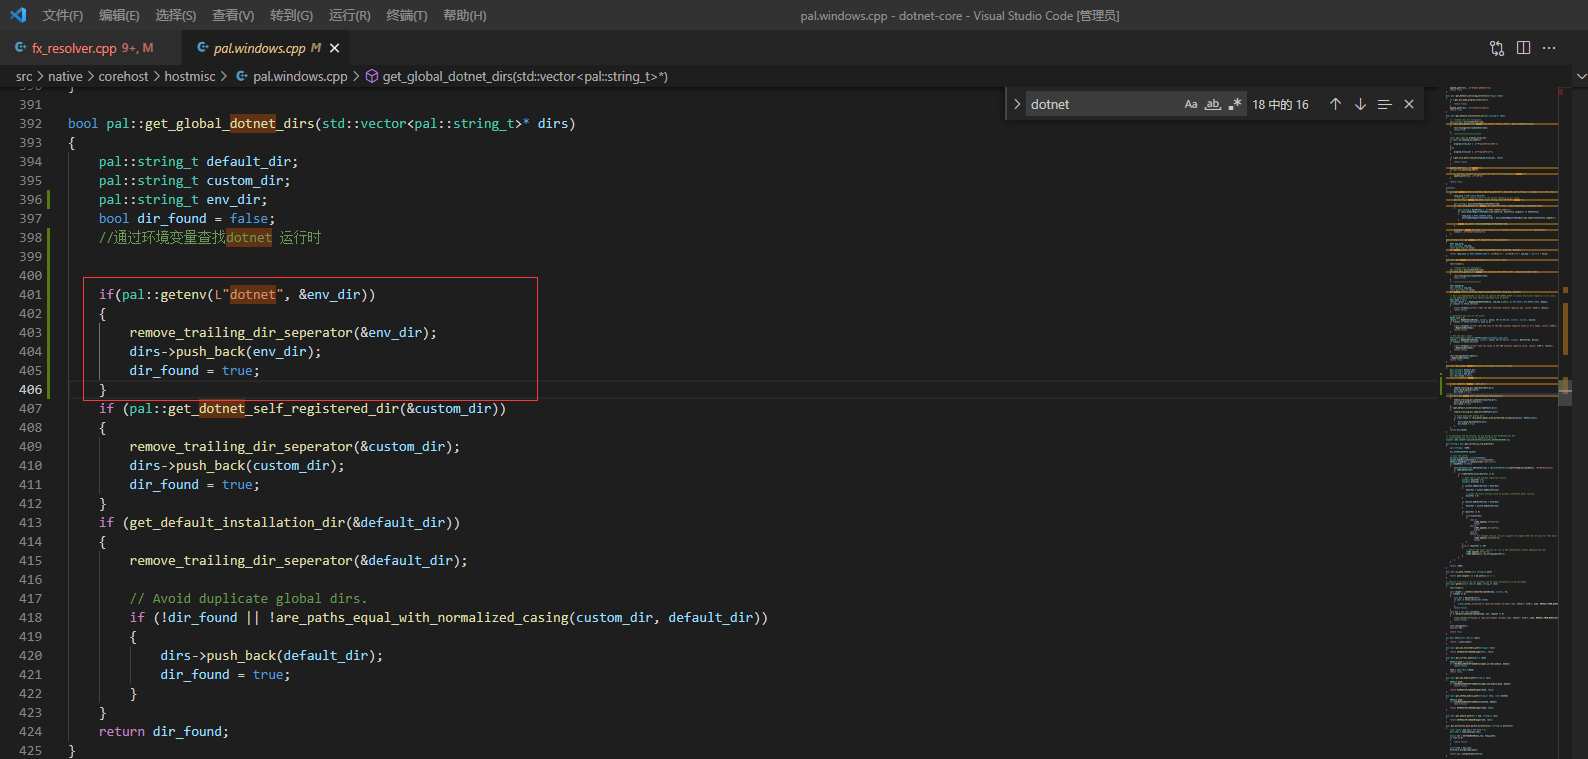 文件(F) 编辑(E) 选择(S) 查看(V) 转到(G) 运行(R) 终端(T) 帮助(H) pal.windows.cpp - dotnet-core - Visual Studio Code [管理员]
fx_resolver.cpp 9+, M pal.windows.cpp M
src > native > corehost > hostmisc > pal.windows.cpp > get_global_dotnet_dirs(std::vector<pal::string_t>*)
dotnet Aa ab 18 中的 16
390 }
391
392 bool pal::get_global_dotnet_dirs(std::vector<pal::string_t>* dirs)
393 {
394 pal::string_t default_dir;
395 pal::string_t custom_dir;
396 pal::string_t env_dir;
397 bool dir_found = false;
398 //通过环境变量查找dotnet 运行时
399
400
401 if(pal::getenv(L"dotnet", &env_dir))
402 {
403 remove_trailing_dir_seperator(&env_dir);
404 dirs->push_back(env_dir);
405 dir_found = true;
406 }
407 if (pal::get_dotnet_self_registered_dir(&custom_dir))
408 {
409 remove_trailing_dir_seperator(&custom_dir);
410 dirs->push_back(custom_dir);
411 dir_found = true;
412 }
413 if (get_default_installation_dir(&default_dir))
414 {
415 remove_trailing_dir_seperator(&default_dir);
416
417 // Avoid duplicate global dirs.
418 if (!dir_found || !are_paths_equal_with_normalized_casing(custom_dir, default_dir))
419 {
420 dirs->push_back(default_dir);
421 dir_found = true;
422 }
423 }
424 return dir_found;
425 }